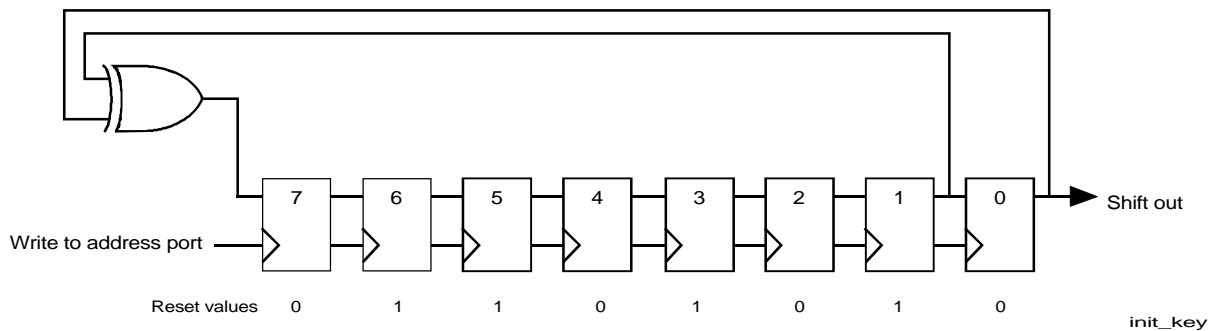 7 6 5 4 3 2 1 0
Shift out
Write to address port
Reset values 0 1 1 0 1 0 1 0
init_key